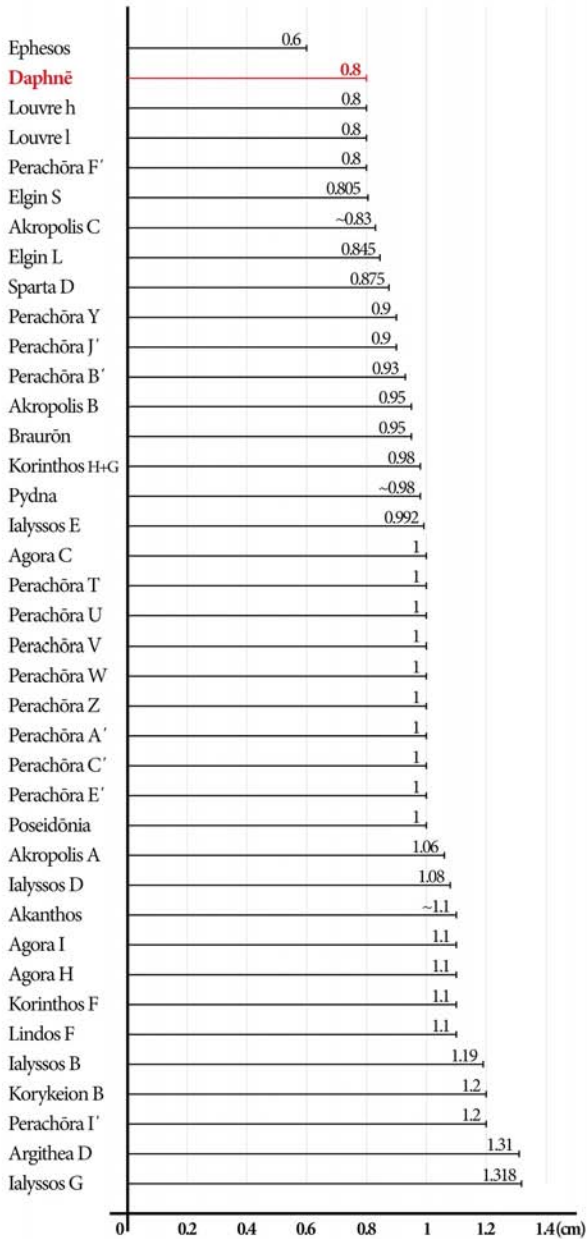 Ephesos 0.6
Daphnē 0.8
Louvre h 0.8
Louvre l 0.8
Perachōra F´ 0.8
Elgin S 0.805
Akropolis C ~0.83
Elgin L 0.845
Sparta D 0.875
Perachōra Y 0.9
Perachōra J´ 0.9
Perachōra B´ 0.93
Akropolis B 0.95
Braurōn 0.95
Korinthos H+G 0.98
Pydna ~0.98
Ialyssos E 0.992
Agora C 1
Perachōra T 1
Perachōra U 1
Perachōra V 1
Perachōra W 1
Perachōra Z 1
Perachōra A´ 1
Perachōra C´ 1
Perachōra E´ 1
Poseidōnia 1
Akropolis A 1.06
Ialyssos D 1.08
Akanthos ~1.1
Agora I 1.1
Agora H 1.1
Korinthos F 1.1
Lindos F 1.1
Ialyssos B 1.19
Korykeion B 1.2
Perachōra I´ 1.2
Argithea D 1.31
Ialyssos G 1.318
0 0.2 0.4 0.6 0.8 1 1.2 1.4 (cm)